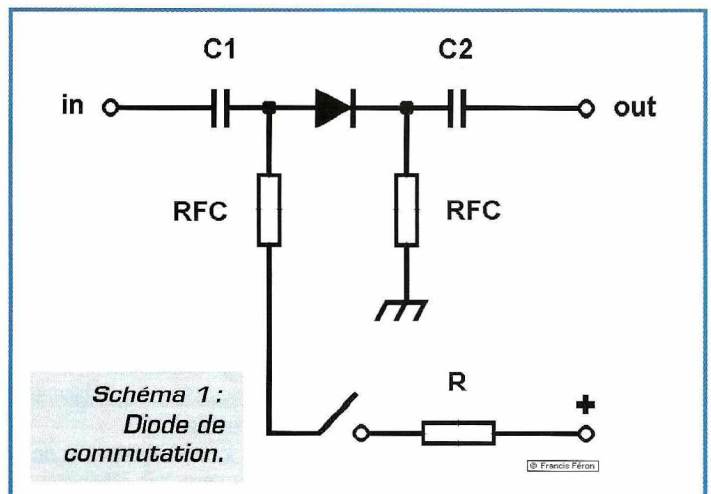 C1
C2
in
out
RFC
RFC
Schéma 1 :
Diode de
commutation.
R
+
© Francis Féron